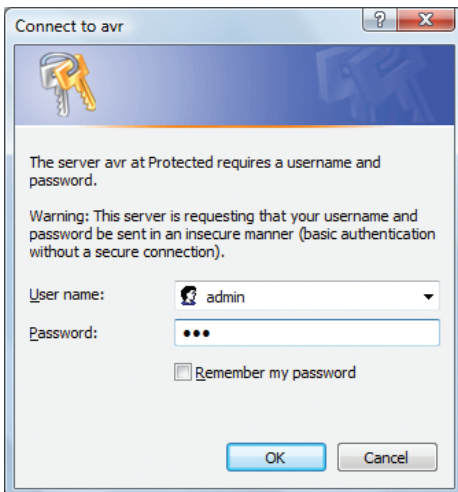 Connect to avr
The server avr at Protected requires a username and
password.
Warning: This server is requesting that your username and
password be sent in an insecure manner (basic authentication
without a secure connection).
User name:
admin
Password:
•••
Remember my password
OK
Cancel